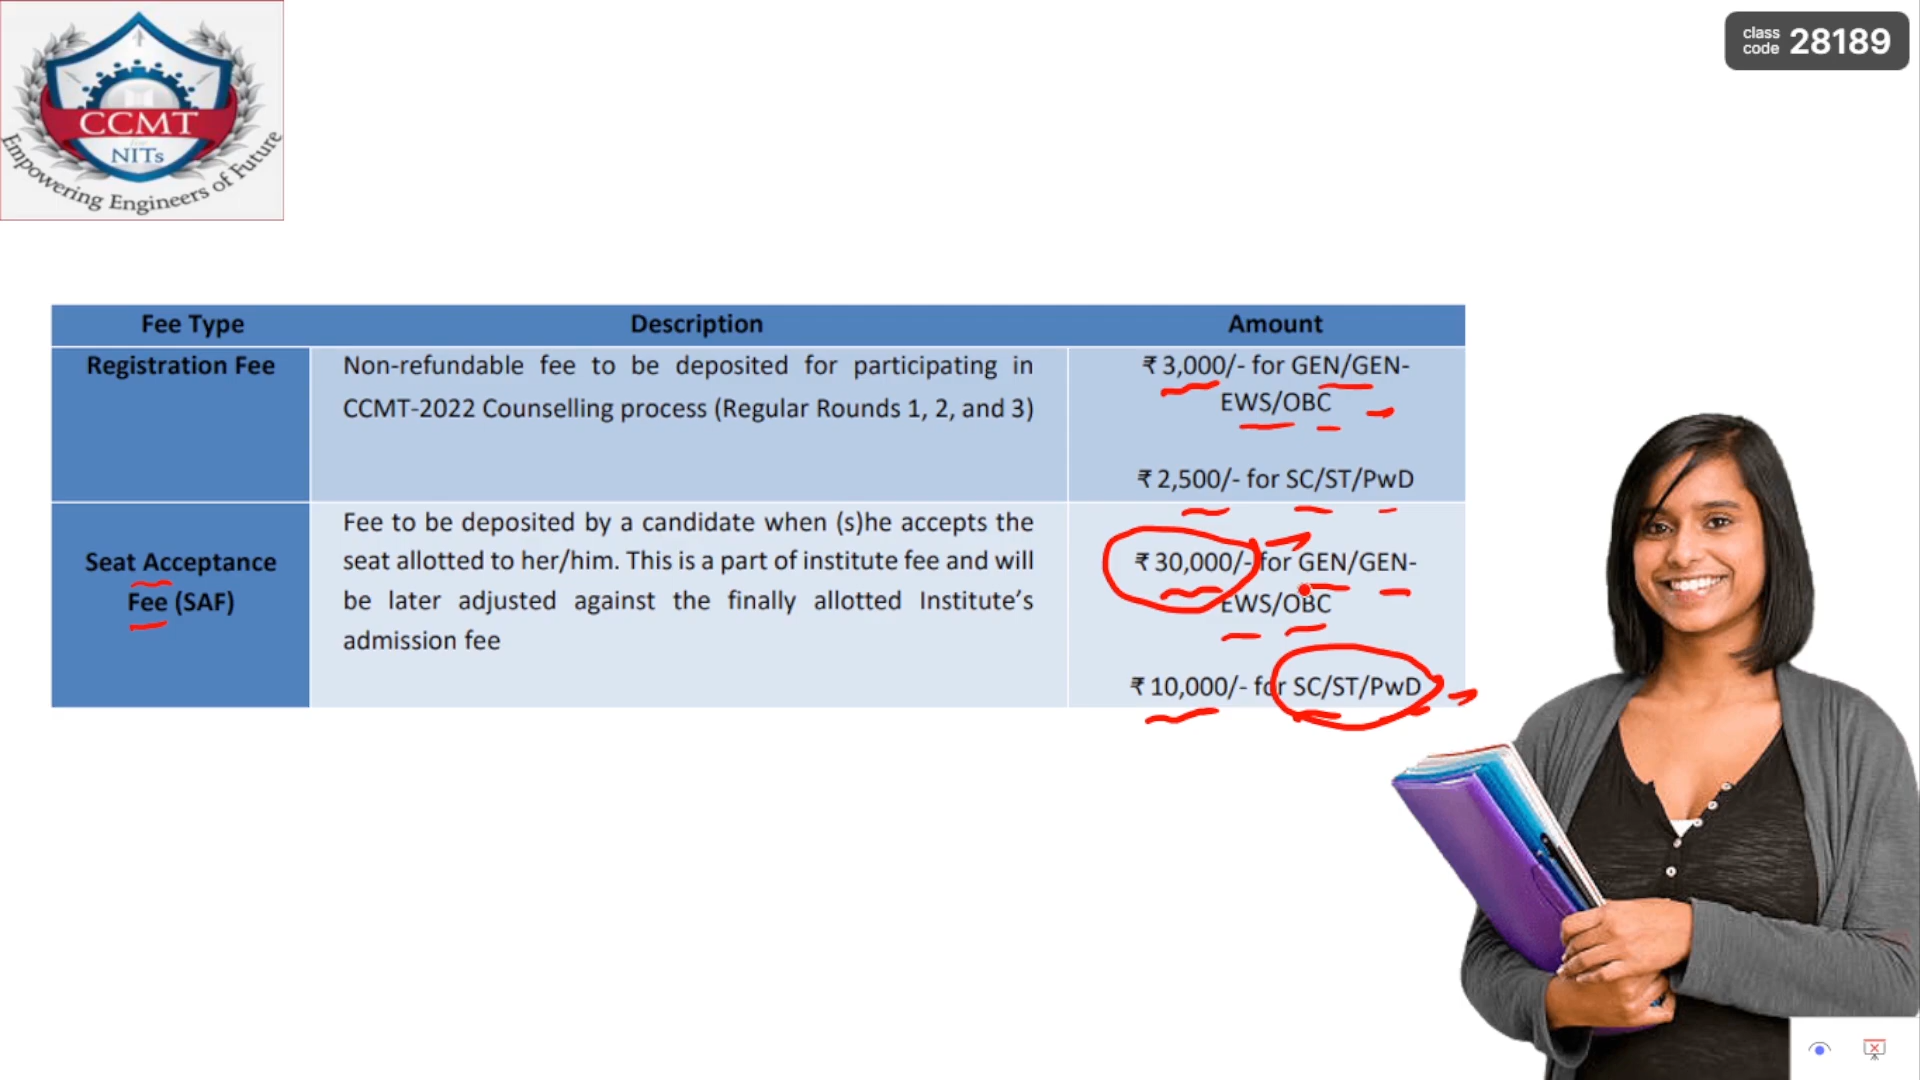 CCMT
for
NITs
Empowering Engineers of Future
class
code 28189
Fee Type Description Amount
Registration Fee
Non-refundable fee to be deposited for participating in
CCMT-2022 Counselling process (Regular Rounds 1, 2, and 3)
₹ 3,000/- for GEN/GEN-
EWS/OBC
₹ 2,500/- for SC/ST/PwD
Seat Acceptance
Fee (SAF)
Fee to be deposited by a candidate when (s)he accepts the
seat allotted to her/him. This is a part of institute fee and will
be later adjusted against the finally allotted Institute's
admission fee
₹ 30,000/- for GEN/GEN-
EWS/OBC
₹ 10,000/- for SC/ST/PwD